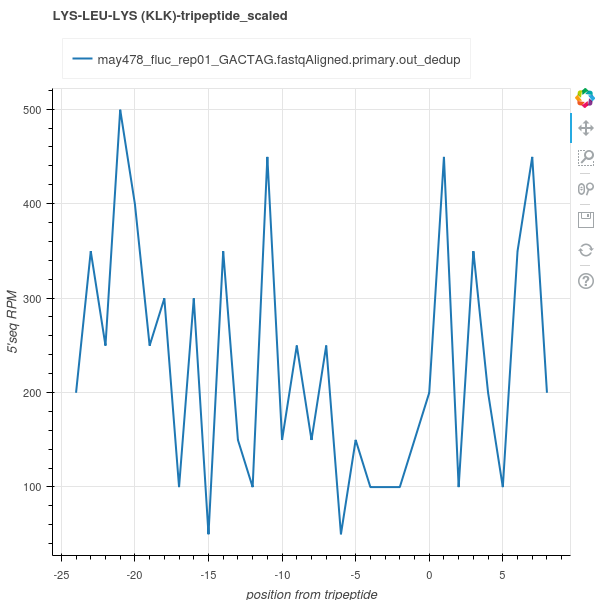 LYS-LEU-LYS (KLK)-tripeptide_scaled
may478_fluc_rep01_GACTAG.fastqAligned.primary.out_dedup
500
400
300
200
100
5'seq RPM
-25 -20 -15 -10 -5 0 5
position from tripeptide